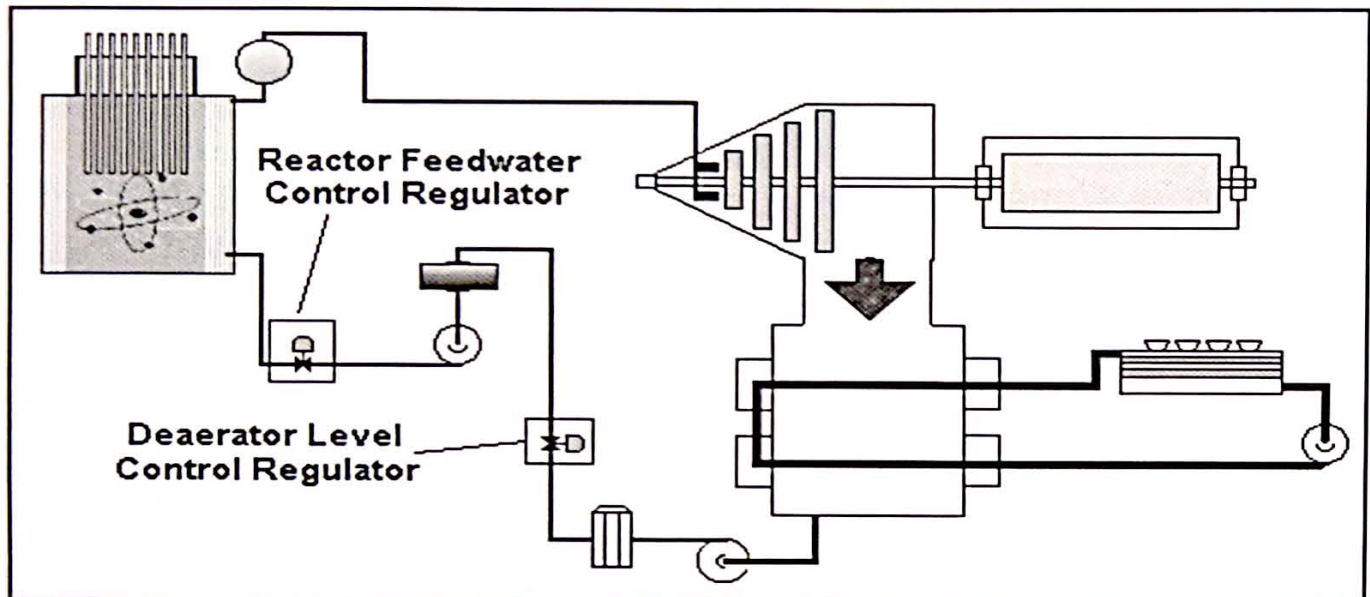 Reactor Feedwater
Control Regulator
Deaerator Level
Control Regulator